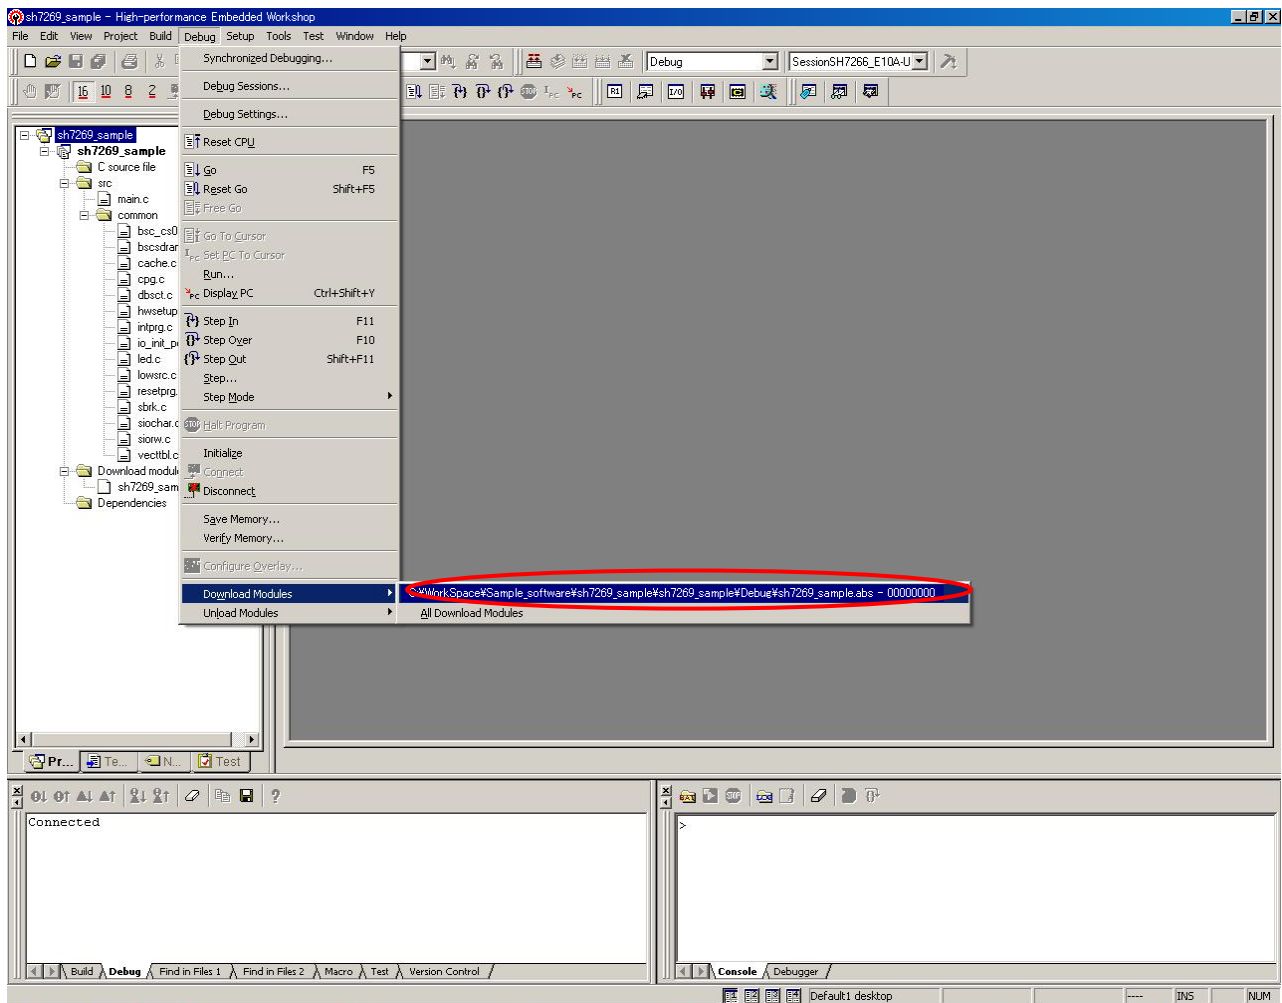 sh7269_sample - High-performance Embedded Workshop
File Edit View Project Build Debug Setup Tools Test Window Help
Debug
SessionSH7266_E10A-U
16 10 8 2
Synchronized Debugging...
Debug Sessions...
Debug Settings...
Reset CPU
Go F5
Reset Go Shift+F5
Free Go
Go To Cursor
Set PC To Cursor
Run...
Display PC Ctrl+Shift+Y
Step In F11
Step Over F10
Step Out Shift+F11
Step...
Step Mode
Halt Program
Initialize
Connect
Disconnect
Save Memory...
Verify Memory...
Configure Overlay...
Download Modules
Unload Modules
C:¥WorkSpace¥Sample_software¥sh7269_sample¥sh7269_sample¥Debug¥sh7269_sample.abs - 00000000
All Download Modules
sh7269_sample
sh7269_sample
C source file
src
main.c
common
bsc_cs0
bscsdrar
cache.c
cpg.c
dbsct.c
hwsetup
intprg.c
io_init_p
led.c
lowsrc.c
resetprg.
sbrk.c
siochar.c
siorw.c
vecttbl.c
Download modul
sh7269_sam
Dependencies
Pr... Te... N... Test
Connected
>
Build Debug Find in Files 1 Find in Files 2 Macro Test Version Control
Console Debugger
Default1 desktop ---- INS NUM